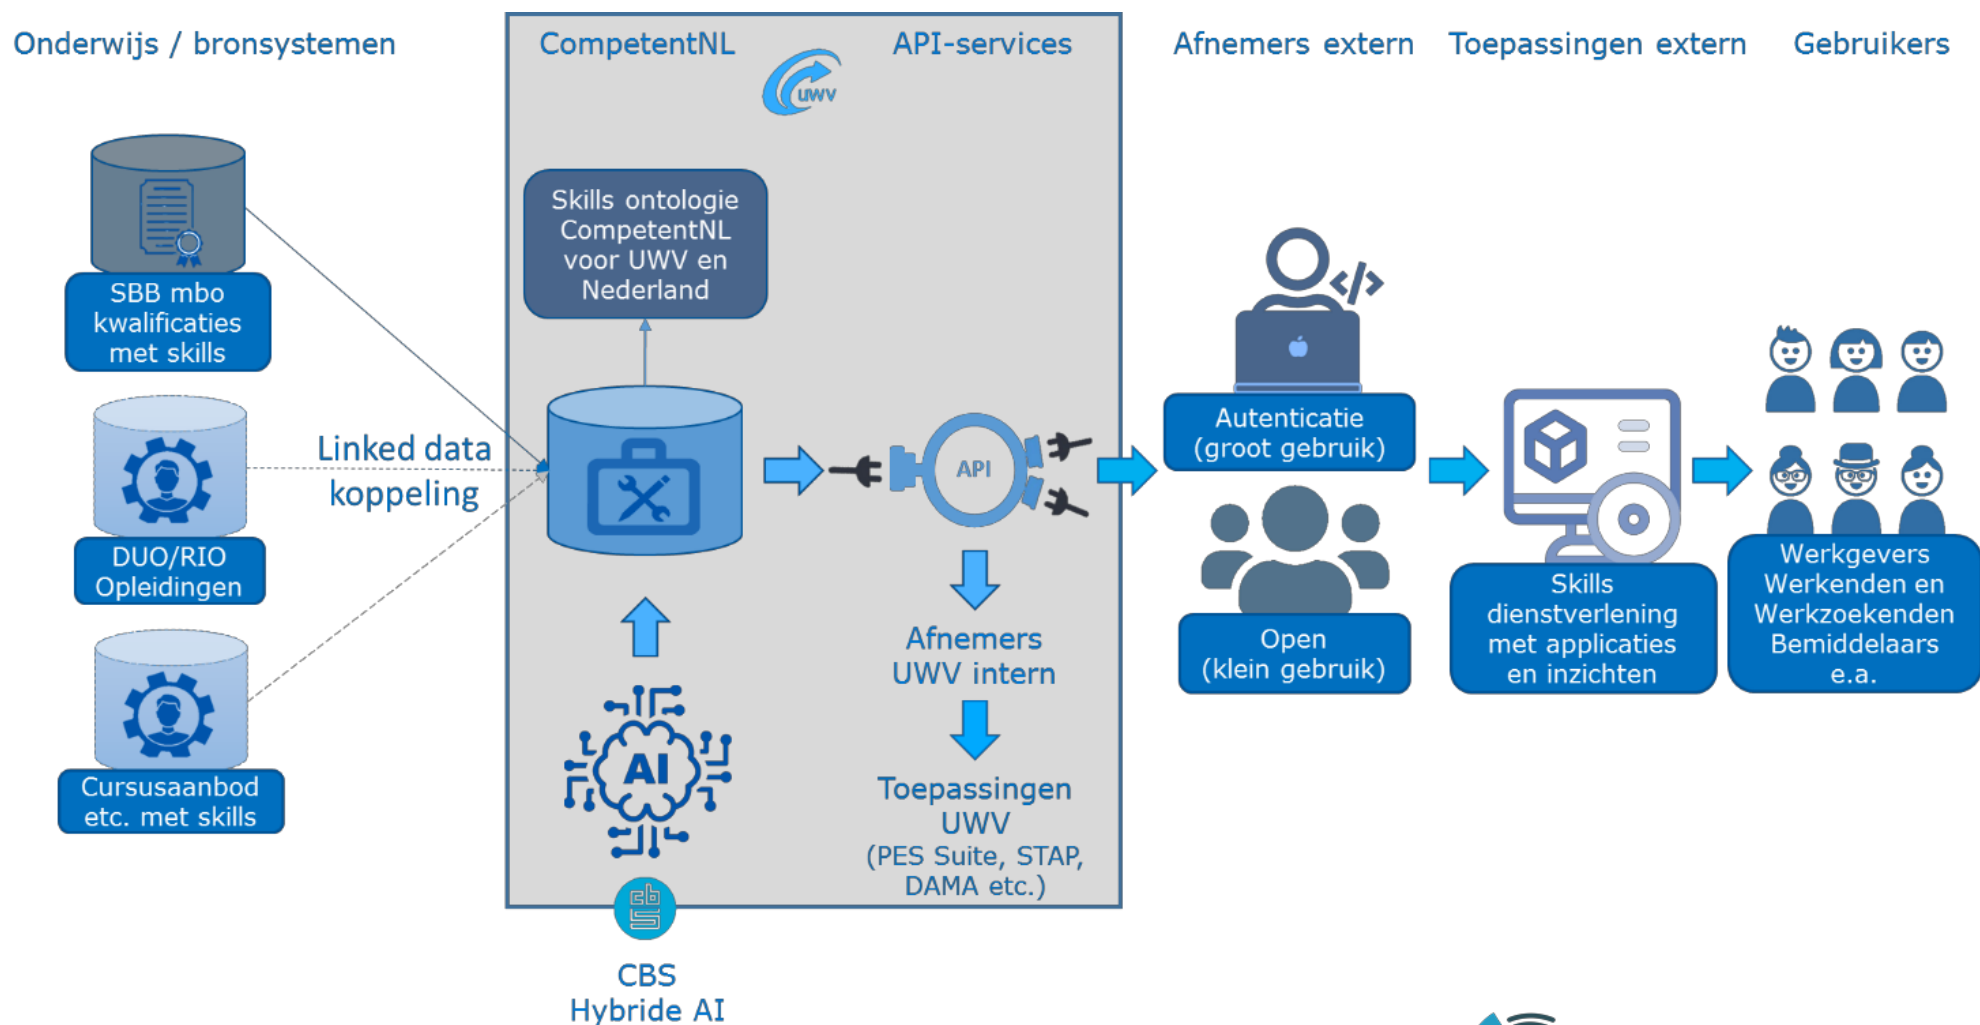 Onderwijs / bronsystemen
CompetentNL
API-services
Afnemers extern
Toepassingen extern
Gebruikers
uwv
Skills ontologie
CompetentNL
voor UWV en
Nederland
SBB mbo
kwalificaties
met skills
Linked data
koppeling
DUO/RIO
Opleidingen
Cursusaanbod
etc. met skills
API
AI
cbs
CBS
Hybride AI
Afnemers
UWV intern
Toepassingen
UWV
(PES Suite, STAP,
DAMA etc.)
</>
Autenticatie
(groot gebruik)
Open
(klein gebruik)
Skills
dienstverlening
met applicaties
en inzichten
Werkgevers
Werkenden en
Werkzoekenden
Bemiddelaars
e.a.